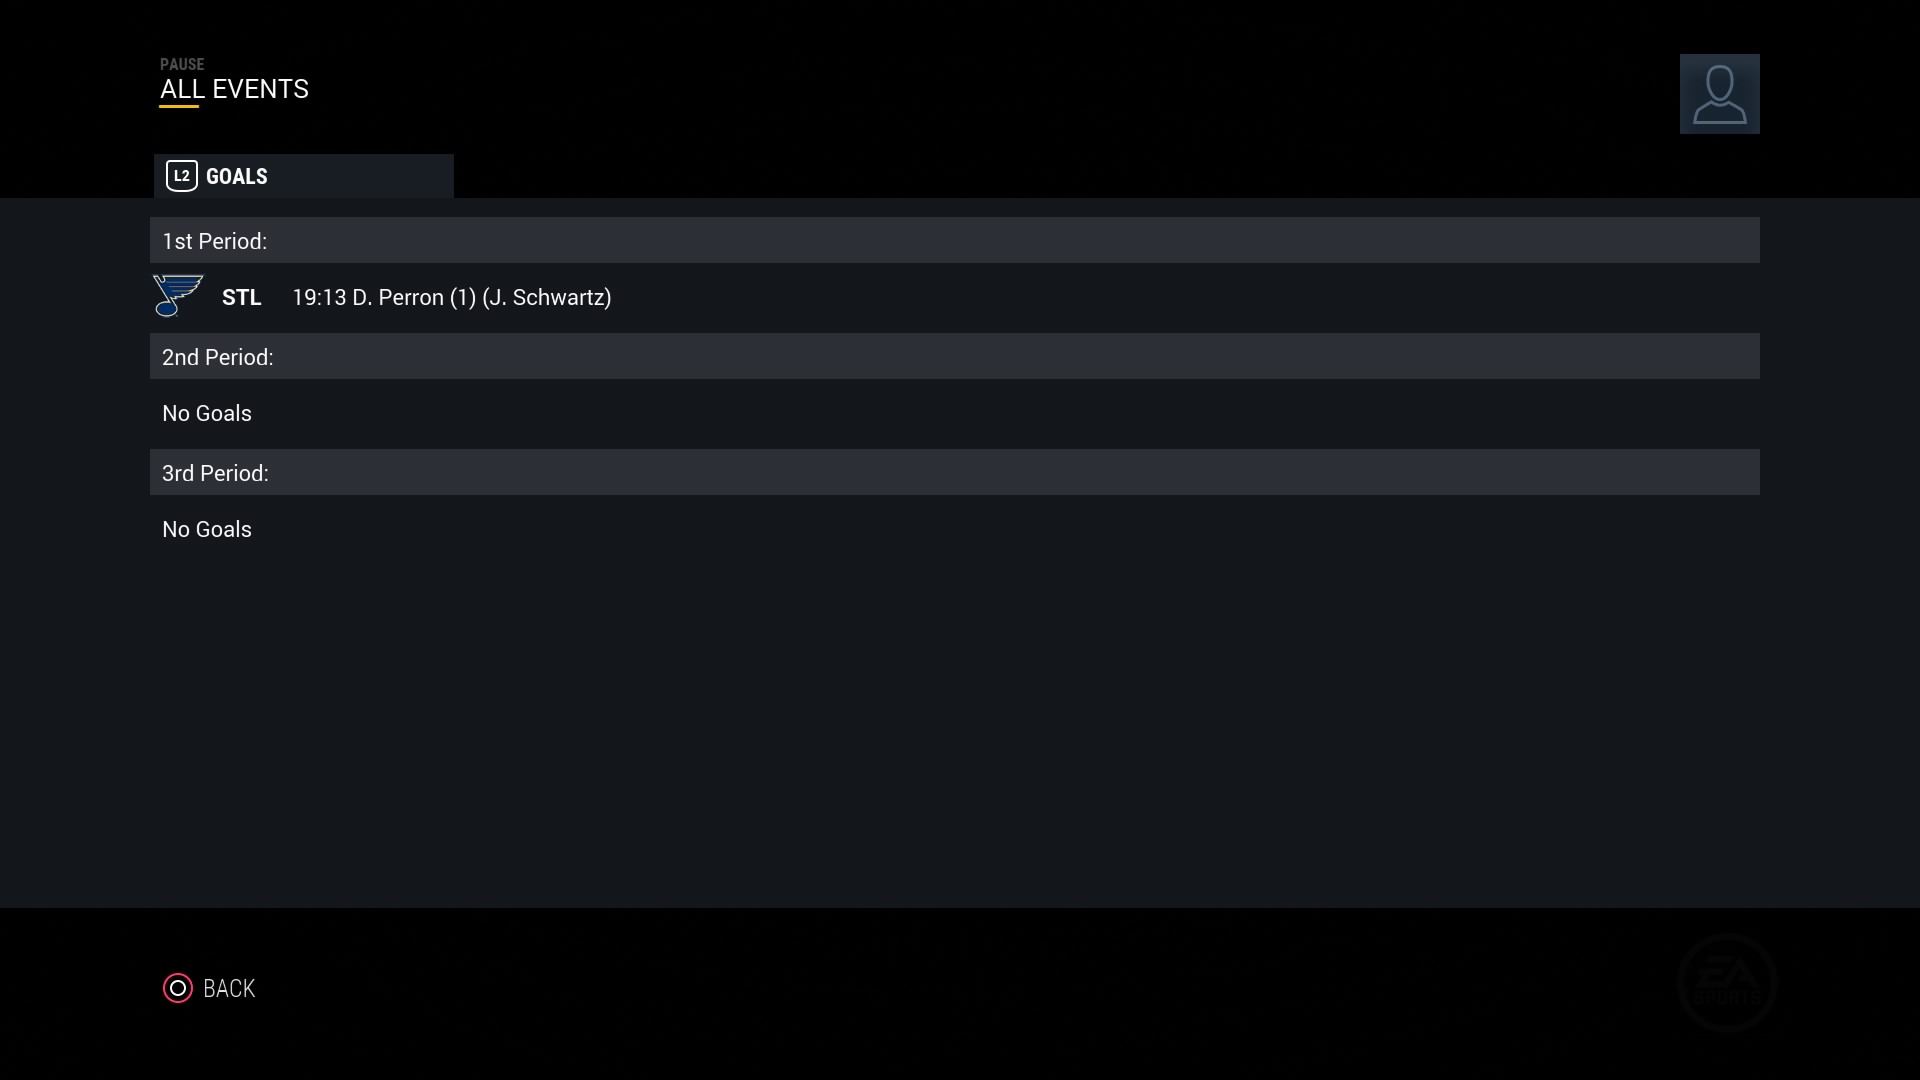 PAUSE
ALL EVENTS
L2 GOALS
1st Period:
STL 19:13 D. Perron (1) (J. Schwartz)
2nd Period:
No Goals
3rd Period:
No Goals
BACK
EA
SPORTS